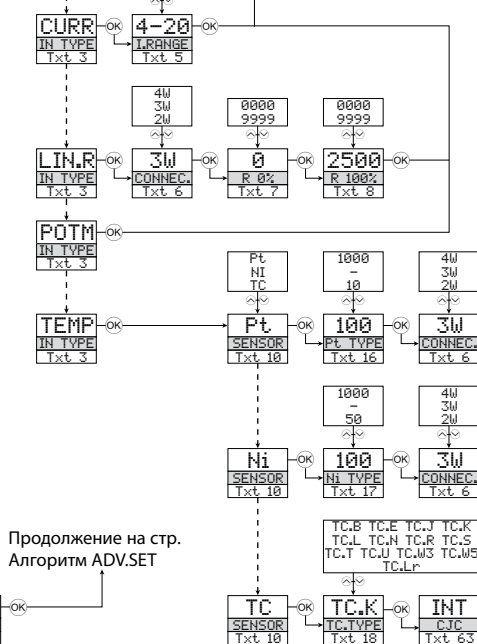 CURR OK 4-20 OK
IN TYPE I.RANGE
Txt 3 Txt 5
4W
3W
2W
0000
9999
0000
9999
LIN.R OK 3W OK 0 OK 2500 OK
IN TYPE CONNEC. R 0% R 100%
Txt 3 Txt 6 Txt 7 Txt 8
POTM OK
IN TYPE
Txt 3
Pt
NI
TC
1000
-
10
4W
3W
2W
TEMP OK Pt OK 100 OK 3W
IN TYPE SENSOR Pt TYPE CONNEC.
Txt 3 Txt 10 Txt 16 Txt 6
1000
-
50
4W
3W
2W
Ni OK 100 OK 3W
SENSOR Ni TYPE CONNEC.
Txt 10 Txt 17 Txt 6
TC.B TC.E TC.J TC.K
TC.L TC.N TC.R TC.S
TC.T TC.U TC.W3 TC.W5
TC.Lr
Продолжение на стр.
Алгоритм ADV.SET
OK
TC OK TC.K OK INT
SENSOR TC.TYPE CJC
Txt 10 Txt 18 Txt 63